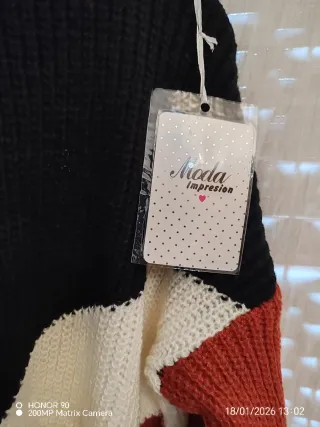 Moda
Impresion
HONOR 90
200MP Matrix Camera
18/01/2026 13:02